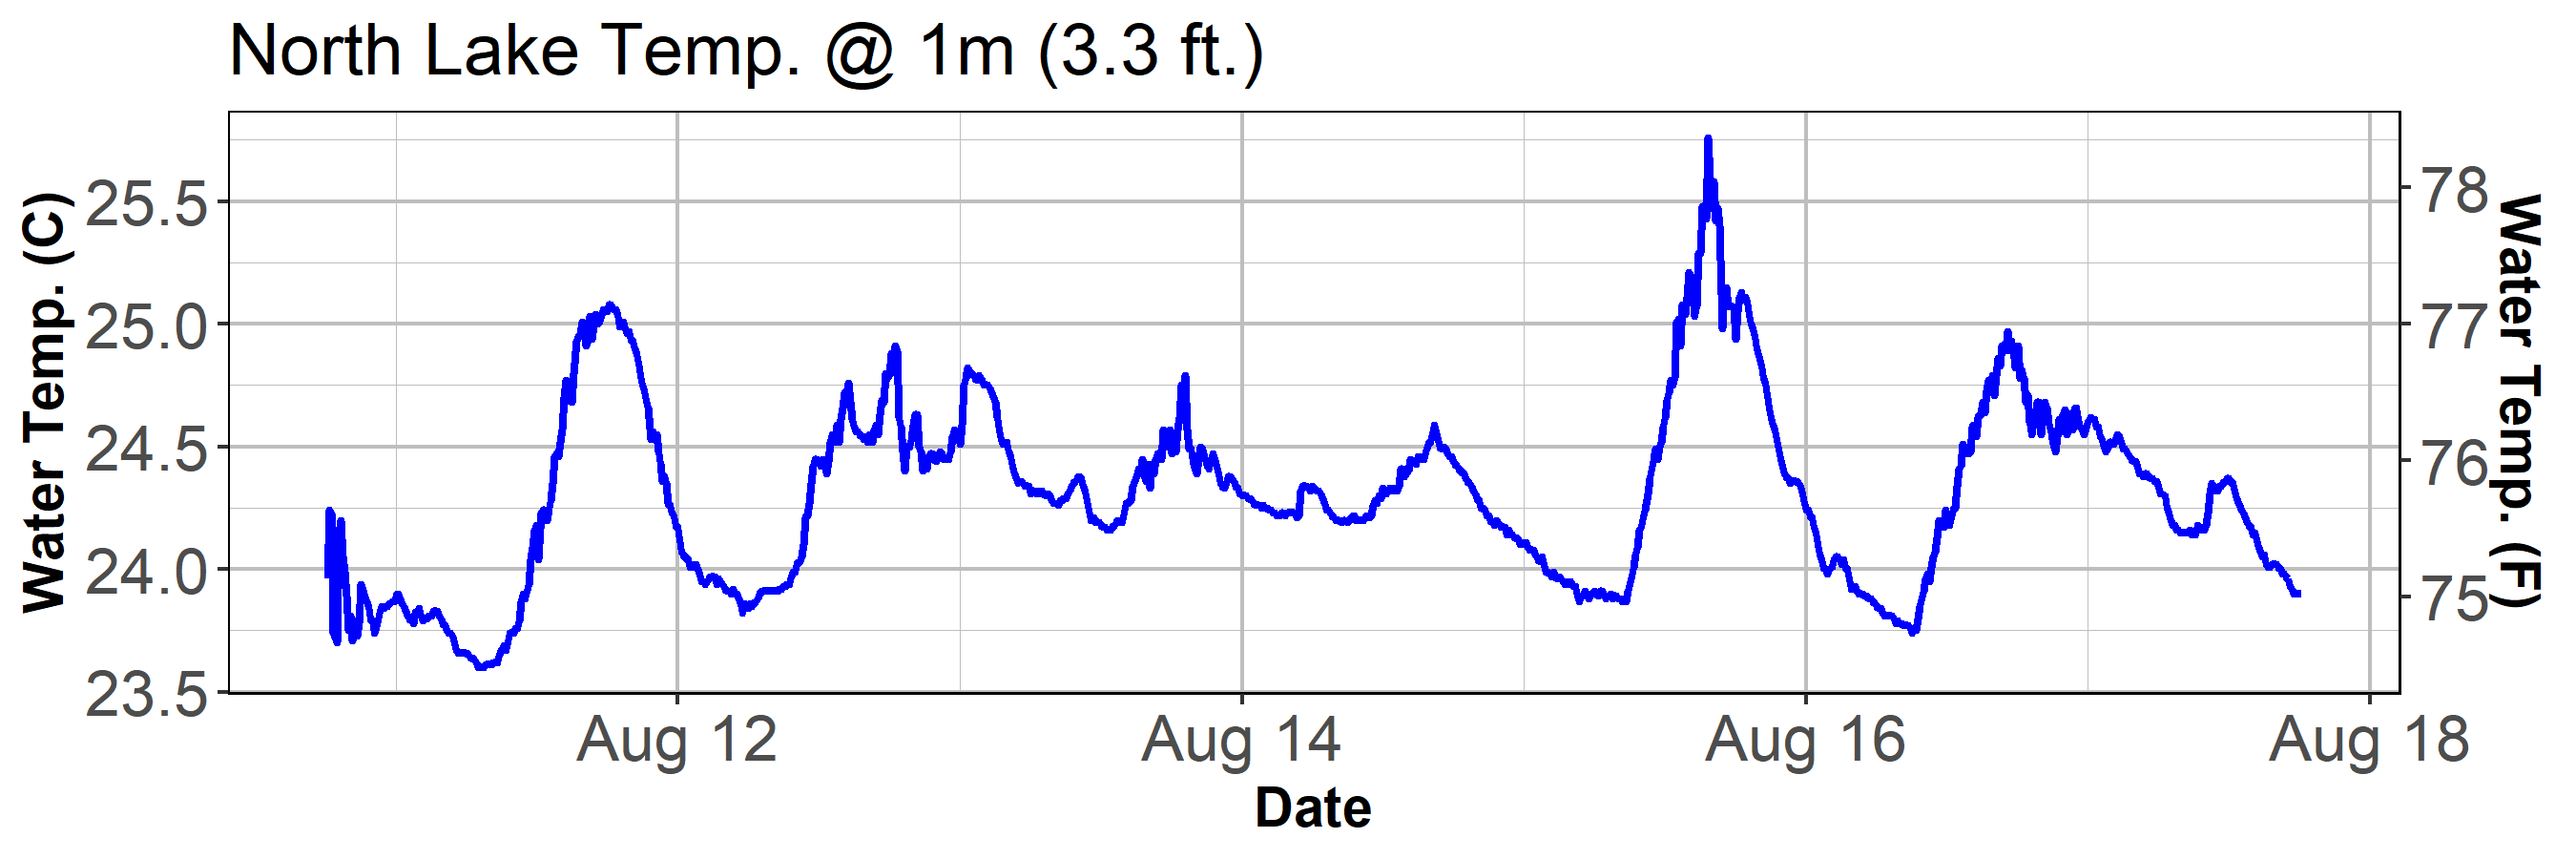 North Lake Temp. @ 1m (3.3 ft.)
Water Temp. (C)
25.5
25.0
24.5
24.0
23.5
78
77
76
75
Water Temp. (F)
Aug 12
Aug 14
Aug 16
Aug 18
Date